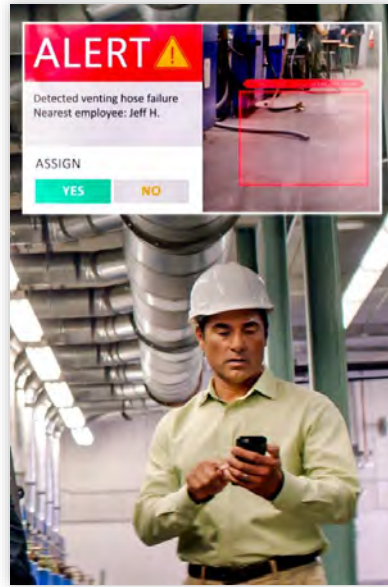 ALERT
Detected venting hose failure
Nearest employee: Jeff H.
ASSIGN
YES NO